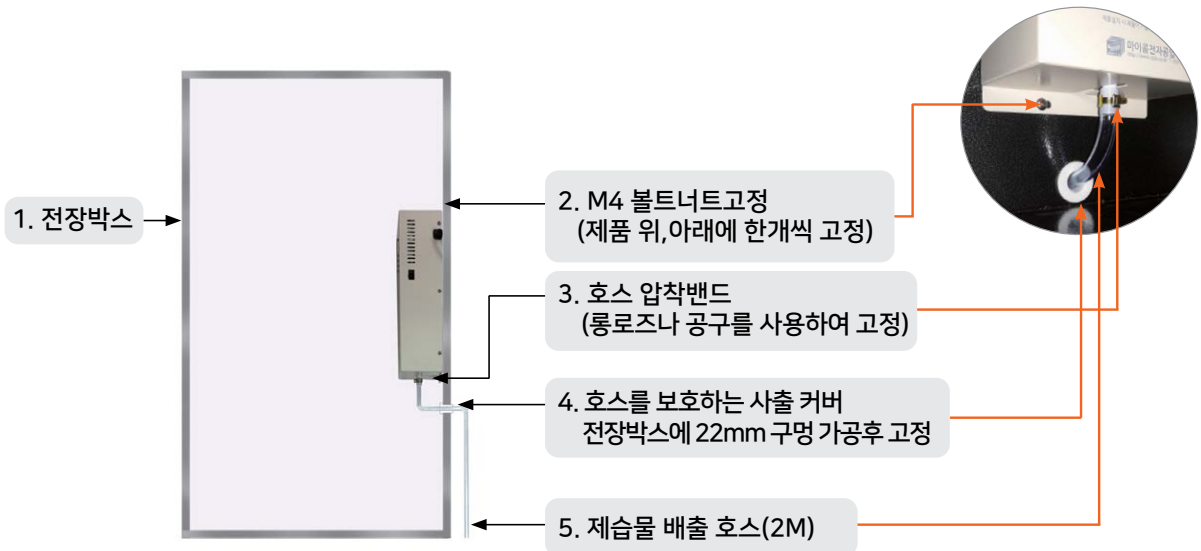 1. 전장박스
2. M4 볼트너트고정
(제품 위,아래에 한개씩 고정)
3. 호스 압착밴드
(롱로즈나 공구를 사용하여 고정)
4. 호스를 보호하는 사출 커버
전장박스에 22mm 구멍 가공후 고정
5. 제습물 배출 호스(2M)